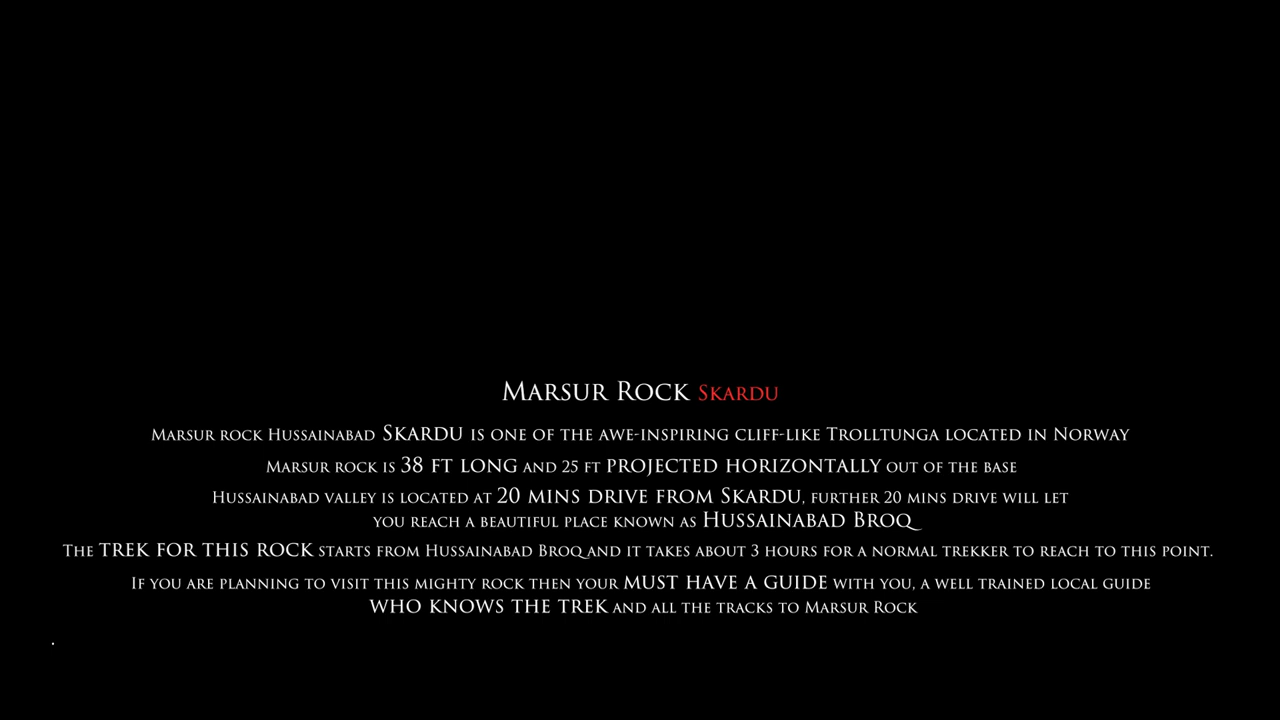 Marsur Rock Skardu
Marsur rock Hussainabad Skardu is one of the awe-inspiring cliff-like Trolltunga located in Norway
Marsur rock is 38 ft long and 25 ft projected horizontally out of the base
Hussainabad valley is located at 20 mins drive from Skardu, further 20 mins drive will let
you reach a beautiful place known as Hussainabad Broq
The trek for this rock starts from Hussainabad Broq and it takes about 3 hours for a normal trekker to reach to this point.
If you are planning to visit this mighty rock then your must have a guide with you, a well trained local guide
who knows the trek and all the tracks to Marsur Rock
.